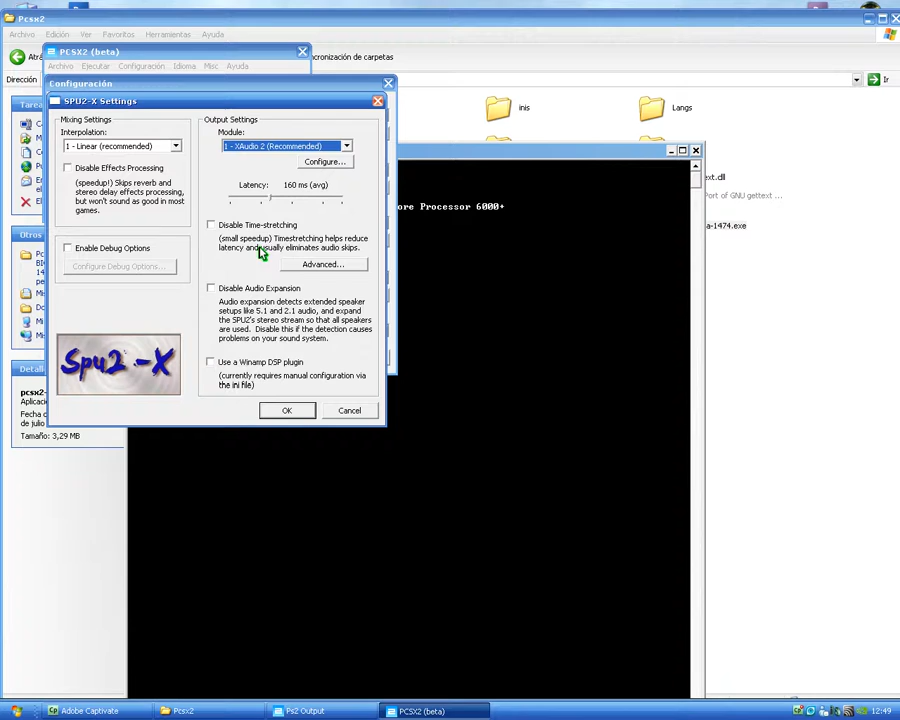 Pcsx2
Archivo Edición Ver Favoritos Herramientas Ayuda
PCSX2 (beta)
Archivo Ejecutar Configuración Idioma Misc Ayuda
Configuración
SPU2-X Settings
Mixing Settings
Interpolation:
1 - Linear (recommended)
Disable Effects Processing
(speedup!) Skips reverb and
stereo delay effects processing,
but won't sound as good in most
games.
Enable Debug Options
Configure Debug Options...
Spu2-X
Output Settings
Module:
1 - XAudio 2 (Recommended)
Configure...
Latency: 160 ms (avg)
Disable Time-stretching
(small speedup) Timestretching helps reduce
latency and usually eliminates audio skips.
Advanced...
Disable Audio Expansion
Audio expansion detects extended speaker
setups like 5.1 and 2.1 audio, and expand
the SPU2's stereo stream so that all speakers
are used. Disable this if the detection causes
problems on your sound system.
Use a Winamp DSP plugin
(currently requires manual configuration via
the ini file)
OK Cancel
ncronización de carpetas
Dirección
Ir
inis
Langs
ext.dll
Port of GNU gettext ...
a-1474.exe
ore Processor 6000+
Tarea
Otros
Detall
pcsx2-
Aplicaci
Fecha
de julio
Tamaño: 3,29 MB
Adobe Captivate Pcsx2 Ps2 Output PCSX2 (beta) 12:49